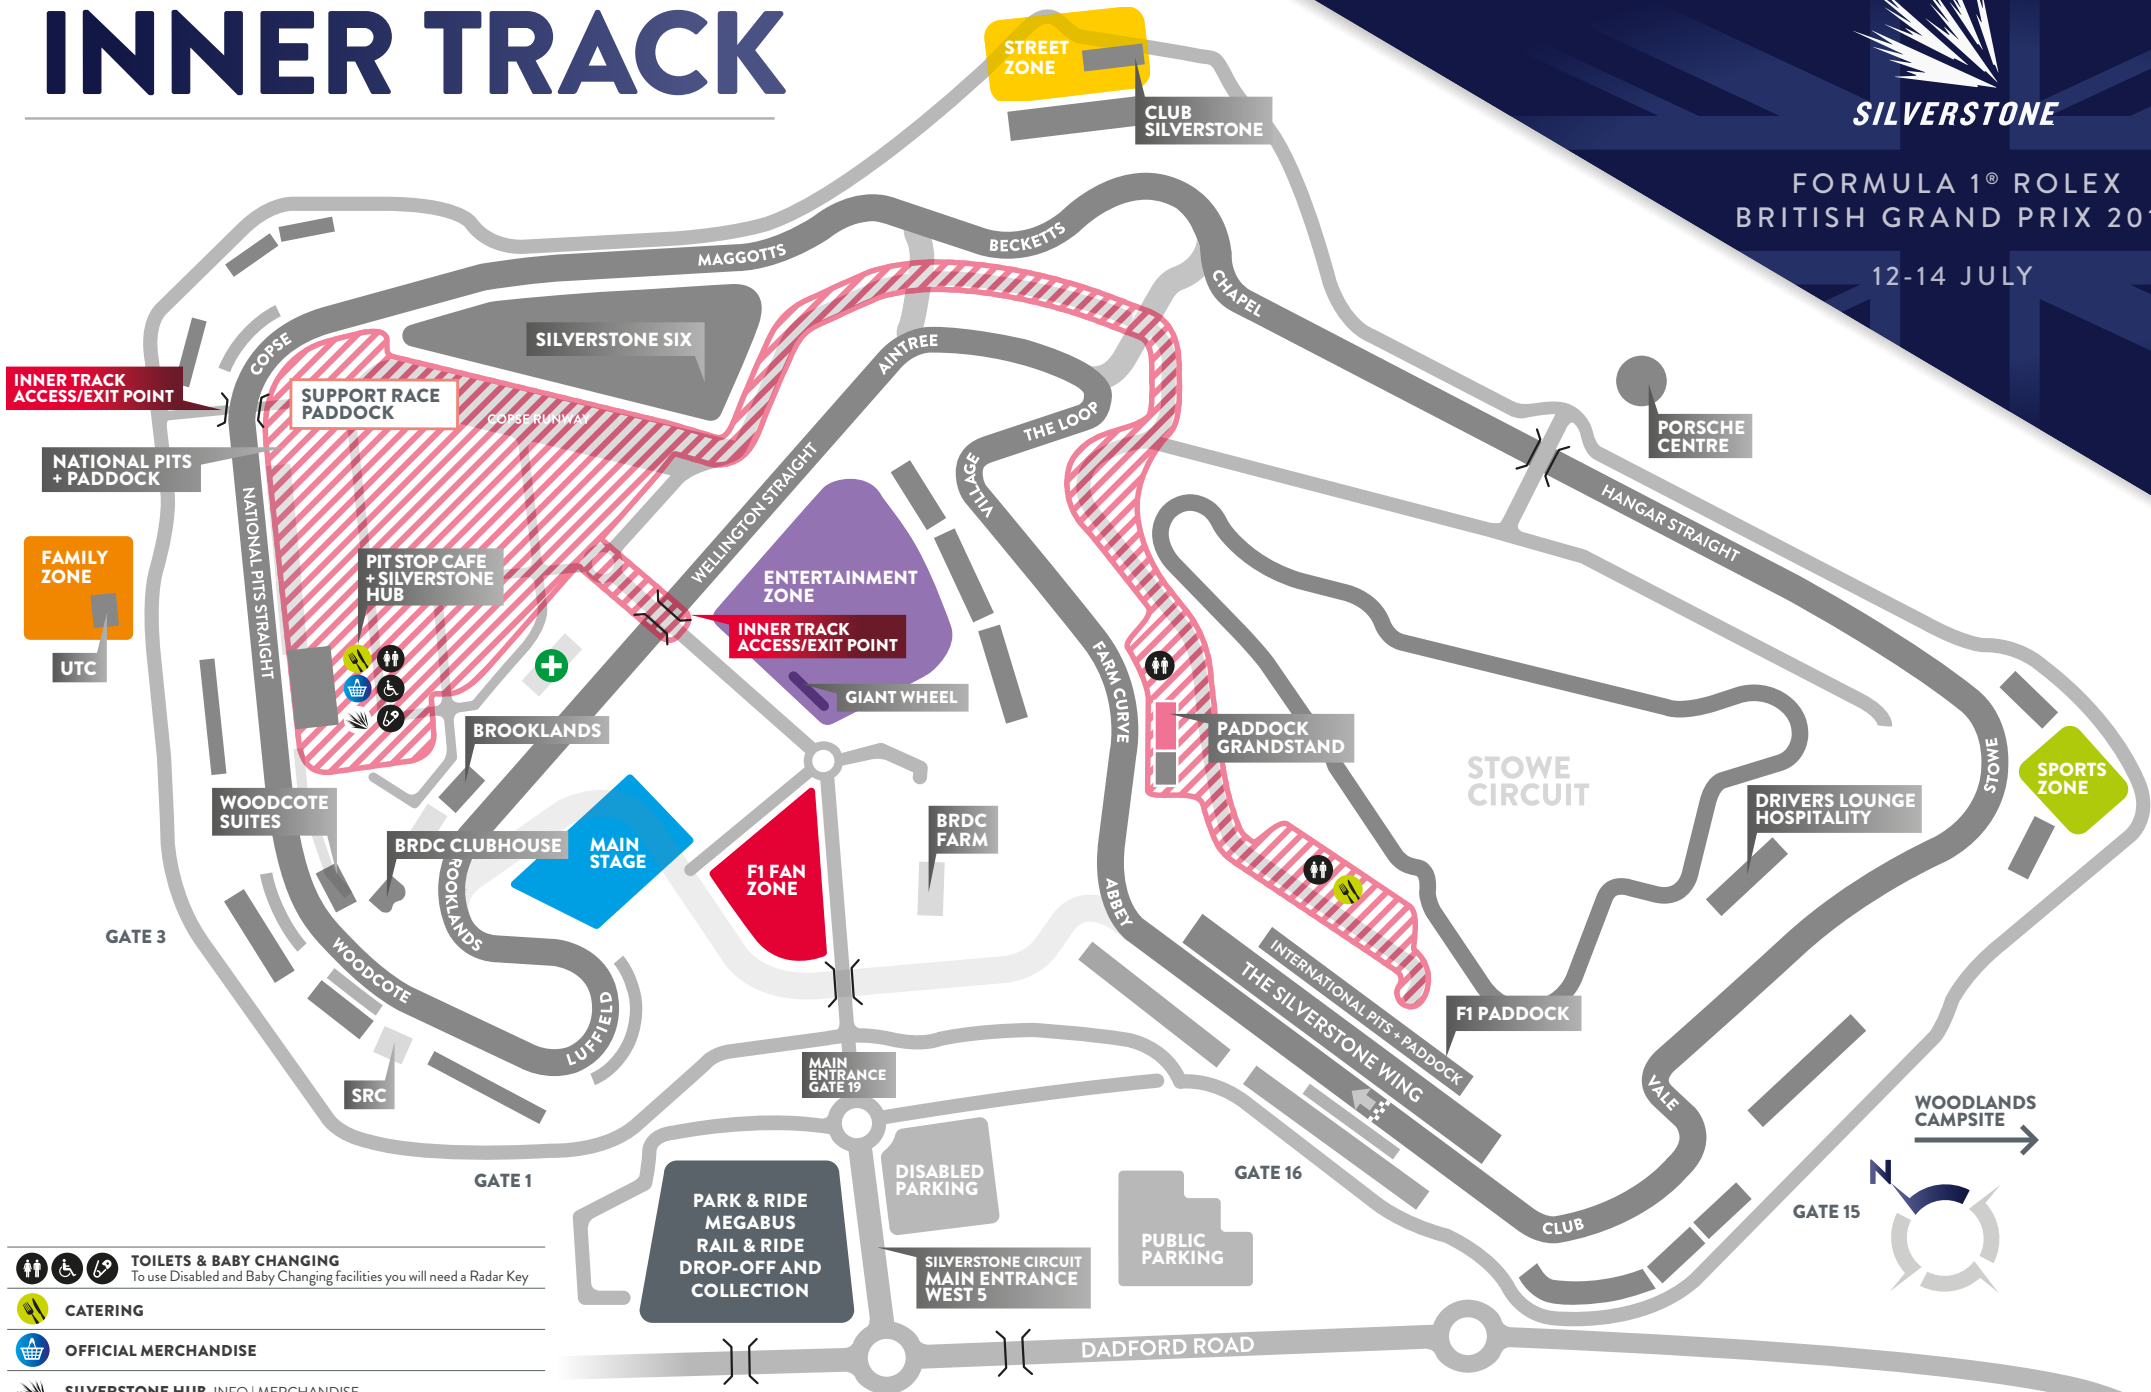 INNER TRACK
STREET
ZONE
CLUB
SILVERSTONE
SILVERSTONE
FORMULA 1® ROLEX
BRITISH GRAND PRIX
12-14 JULY
MAGGOTTS
BECKETTS
CHAPEL
COPSE
SILVERSTONE SIX
AINTREE
INNER TRACK
ACCESS/EXIT POINT
SUPPORT RACE
PADDOCK
COPSE RUNWAY
THE LOOP
PORSCHE
CENTRE
NATIONAL PITS
+ PADDOCK
WELLINGTON STRAIGHT
VILLAGE
HANGAR STRAIGHT
NATIONAL PITS STRAIGHT
FAMILY
ZONE
UTC
PIT STOP CAFE
+ SILVERSTONE
HUB
ENTERTAINMENT
ZONE
INNER TRACK
ACCESS/EXIT POINT
GIANT WHEEL
FARM CURVE
BROOKLANDS
PADDOCK
GRANDSTAND
STOWE
CIRCUIT
STOWE
SPORTS
ZONE
WOODCOTE
SUITES
BRDC CLUBHOUSE
MAIN
STAGE
F1 FAN
ZONE
BRDC
FARM
DRIVERS LOUNGE
HOSPITALITY
BROOKLANDS
ABBEY
GATE 3
WOODCOTE
LUFFIELD
INTERNATIONAL PITS + PADDOCK
THE SILVERSTONE WING
F1 PADDOCK
SRC
MAIN
ENTRANCE
GATE 19
VALE
WOODLANDS
CAMPSITE
GATE 1
DISABLED
PARKING
GATE 16
N
GATE 15
PARK & RIDE
MEGABUS
RAIL & RIDE
DROP-OFF AND
COLLECTION
PUBLIC
PARKING
CLUB
SILVERSTONE CIRCUIT
MAIN ENTRANCE
WEST 5
DADFORD ROAD
TOILETS & BABY CHANGING
To use Disabled and Baby Changing facilities you will need a Radar Key
CATERING
OFFICIAL MERCHANDISE
SILVERSTONE HUB INFO | MERCHANDISE